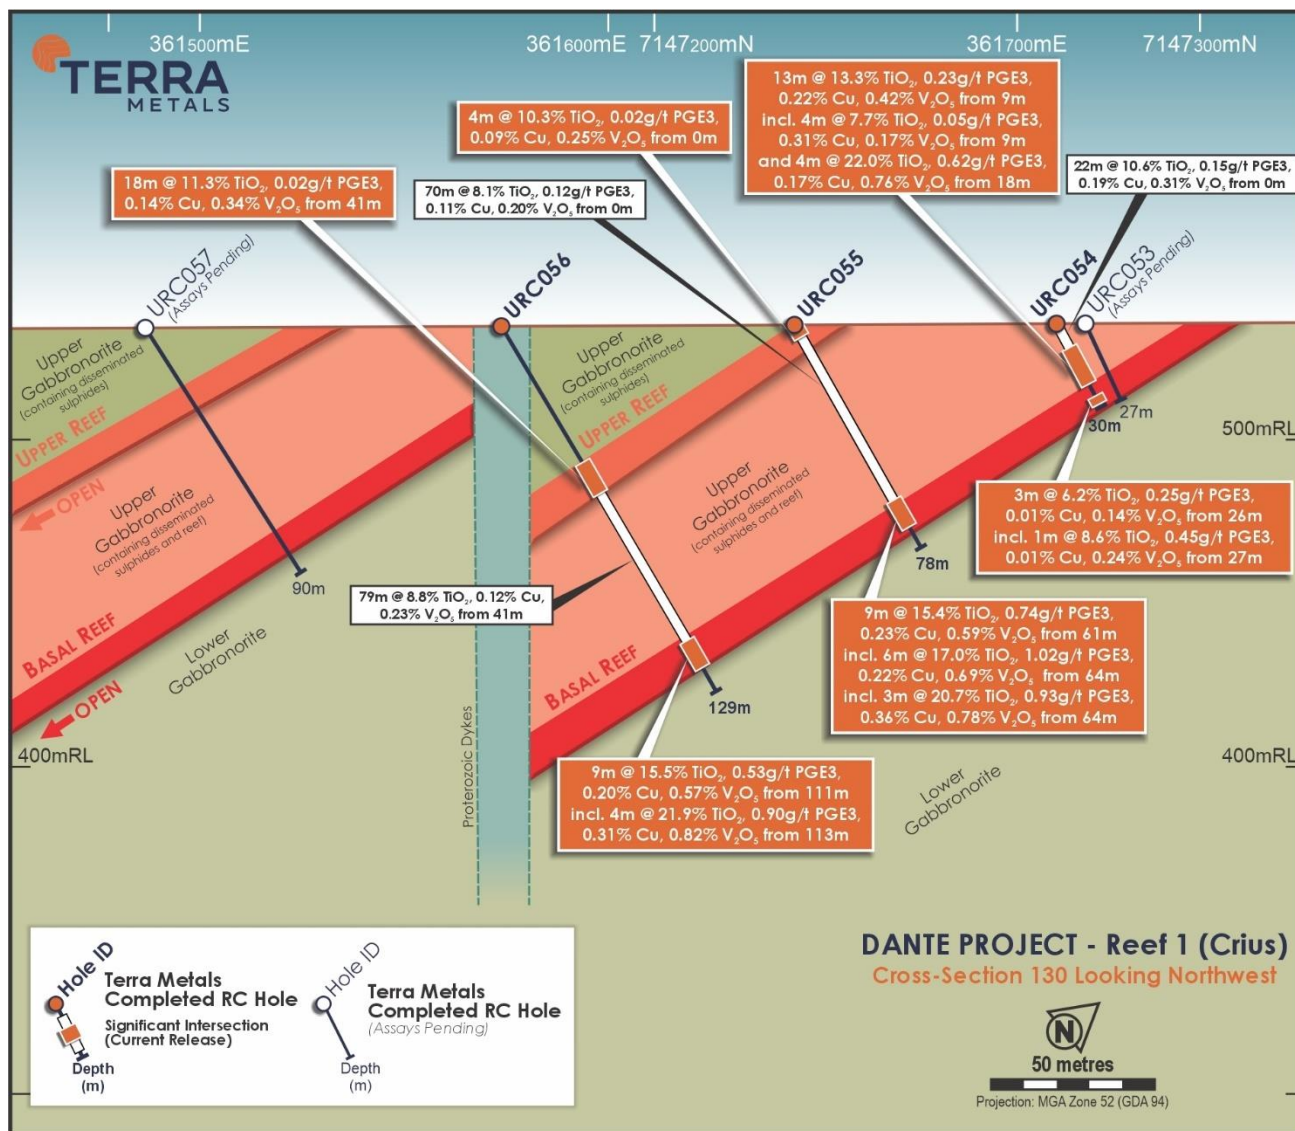 361500mE
361600mE
7147200mN
361700mE
7147300mN
TERRA
METALS
18m @ 11.3% TiO₂, 0.02g/t PGE3,
0.14% Cu, 0.34% V₂O₅ from 41m
4m @ 10.3% TiO₂, 0.02g/t PGE3,
0.09% Cu, 0.25% V₂O₅ from 0m
70m @ 8.1% TiO₂, 0.12g/t PGE3,
0.11% Cu, 0.20% V₂O₅ from 0m
13m @ 13.3% TiO₂, 0.23g/t PGE3,
0.22% Cu, 0.42% V₂O₅ from 9m
incl. 4m @ 7.7% TiO₂, 0.05g/t PGE3,
0.31% Cu, 0.17% V₂O₅ from 9m
and 4m @ 22.0% TiO₂, 0.62g/t PGE3,
0.17% Cu, 0.76% V₂O₅ from 18m
22m @ 10.6% TiO₂, 0.15g/t PGE3,
0.19% Cu, 0.31% V₂O₅ from 0m
URC057
(Assays Pending)
URC056
URC055
URC054
URC053
(Assays Pending)
Upper
Gabbronorite
(containing disseminated
sulphides)
UPPER REEF
OPEN
Upper
Gabbronorite
(containing disseminated
sulphides and reef)
BASAL REEF
OPEN
Lower
Gabbronorite
90m
400mRL
Proterozoic Dykes
Upper
Gabbronorite
(containing disseminated
sulphides)
UPPER REEF
Upper
Gabbronorite
(containing disseminated
sulphides and reef)
BASAL REEF
79m @ 8.8% TiO₂, 0.12% Cu,
0.23% V₂O₅ from 41m
129m
78m
30m
27m
500mRL
3m @ 6.2% TiO₂, 0.25g/t PGE3,
0.01% Cu, 0.14% V₂O₅ from 26m
incl. 1m @ 8.6% TiO₂, 0.45g/t PGE3,
0.01% Cu, 0.24% V₂O₅ from 27m
9m @ 15.4% TiO₂, 0.74g/t PGE3,
0.23% Cu, 0.59% V₂O₅ from 61m
incl. 6m @ 17.0% TiO₂, 1.02g/t PGE3,
0.22% Cu, 0.69% V₂O₅ from 64m
incl. 3m @ 20.7% TiO₂, 0.93g/t PGE3,
0.36% Cu, 0.78% V₂O₅ from 64m
400mRL
9m @ 15.5% TiO₂, 0.53g/t PGE3,
0.20% Cu, 0.57% V₂O₅ from 111m
incl. 4m @ 21.9% TiO₂, 0.90g/t PGE3,
0.31% Cu, 0.82% V₂O₅ from 113m
Lower
Gabbronorite
Hole ID
Terra Metals
Completed RC Hole
Significant Intersection
(Current Release)
Depth
(m)
Hole ID
Terra Metals
Completed RC Hole
(Assays Pending)
Depth
(m)
DANTE PROJECT - Reef 1 (Crius)
Cross-Section 130 Looking Northwest
N
50 metres
Projection: MGA Zone 52 (GDA 94)